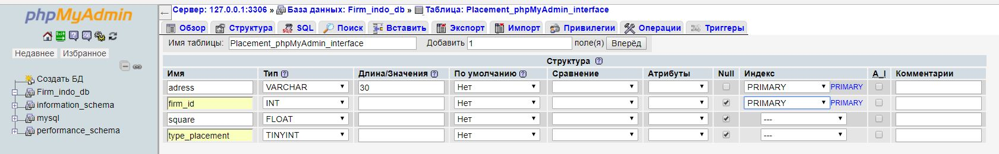 phpMyAdmin
Недавнее Избранное
Создать БД
Firm_indo_db
information_schema
mysql
performance_schema
Сервер: 127.0.0.1:3306 » База данных: Firm_indo_db » Таблица: Placement_phpMyAdmin_interface
Обзор Структура SQL Поиск Вставить Экспорт Импорт Привилегии Операции Триггеры
Имя таблицы: Placement_phpMyAdmin_interface Добавить 1 поле(я) Вперёд
Структура
Имя Тип Длина/Значения По умолчанию Сравнение Атрибуты Null Индекс A_I Комментарии
adress VARCHAR 30 Нет PRIMARY PRIMARY
firm_id INT Нет PRIMARY PRIMARY
square FLOAT Нет ---
type_placement TINYINT Нет ---